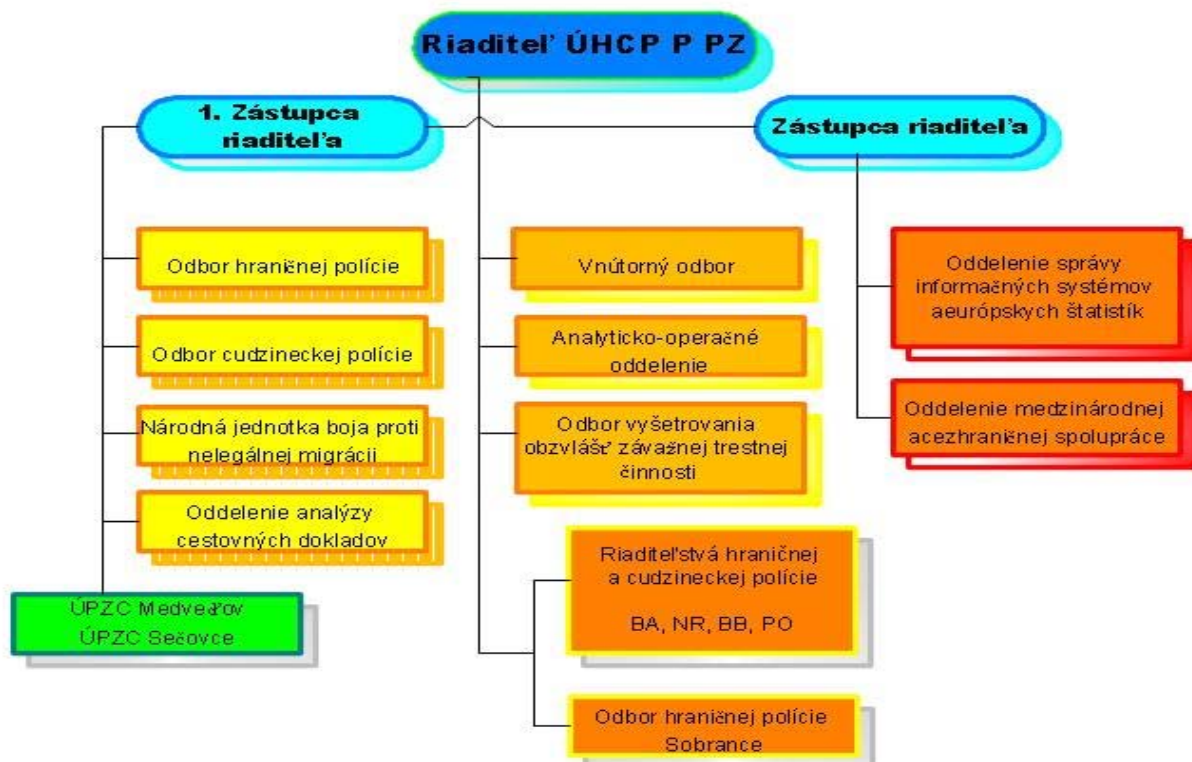 Riaditeľ ÚHCP P PZ
1. Zástupca
riaditeľa
Zástupca riaditeľa
Odbor hraničnej polície
Odbor cudzineckej polície
Národná jednotka boja proti
nelegálnej migrácii
Oddelenie analýzy
cestovných dokladov
ÚPZC Medveďov
ÚPZC Sečovce
Vnútorný odbor
Analyticko-operačné
oddelenie
Odbor vyšetrovania
obzvlášť závažnej trestnej
činnosti
Riaditeľstvá hraničnej
a cudzineckej polície
BA, NR, BB, PO
Odbor hraničnej polície
Sobrance
Oddelenie správy
informačných systémov
aeurópskych štatistík
Oddelenie medzinárodnej
acezhraničnej spolupráce